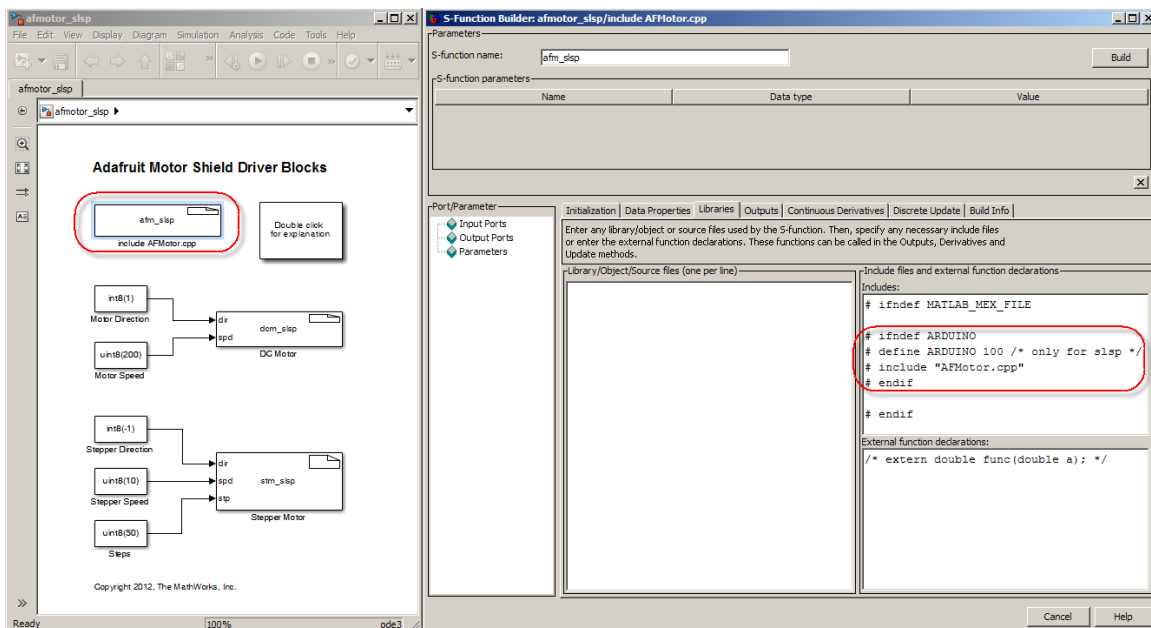 afmotor_slsp
File Edit View Display Diagram Simulation Analysis Code Tools Help
afmotor_slsp
afmotor_slsp
Adafruit Motor Shield Driver Blocks
afm_slsp
include AFMotor.cpp
Double click
for explanation
int8(1)
Motor Direction
uint8(200)
Motor Speed
dir
spd
dcm_slsp
DC Motor
int8(-1)
Stepper Direction
uint8(10)
Stepper Speed
uint8(50)
Steps
dir
spd
stp
stm_slsp
Stepper Motor
Copyright 2012, The MathWorks, Inc.
Ready 100% ode3
S-Function Builder: afmotor_slsp/include AFMotor.cpp
Parameters
S-function name: afm_slsp Build
S-function parameters
Name Data type Value
Port/Parameter
Input Ports
Output Ports
Parameters
Initialization Data Properties Libraries Outputs Continuous Derivatives Discrete Update Build Info
Enter any library/object or source files used by the S-function. Then, specify any necessary include files
or enter the external function declarations. These functions can be called in the Outputs, Derivatives and
Update methods.
Library/Object/Source files (one per line)
Include files and external function declarations
Includes:
# ifndef MATLAB_MEX_FILE
# ifndef ARDUINO
# define ARDUINO 100 /* only for slsp */
# include "AFMotor.cpp"
# endif
# endif
External function declarations:
/* extern double func(double a); */
Cancel Help